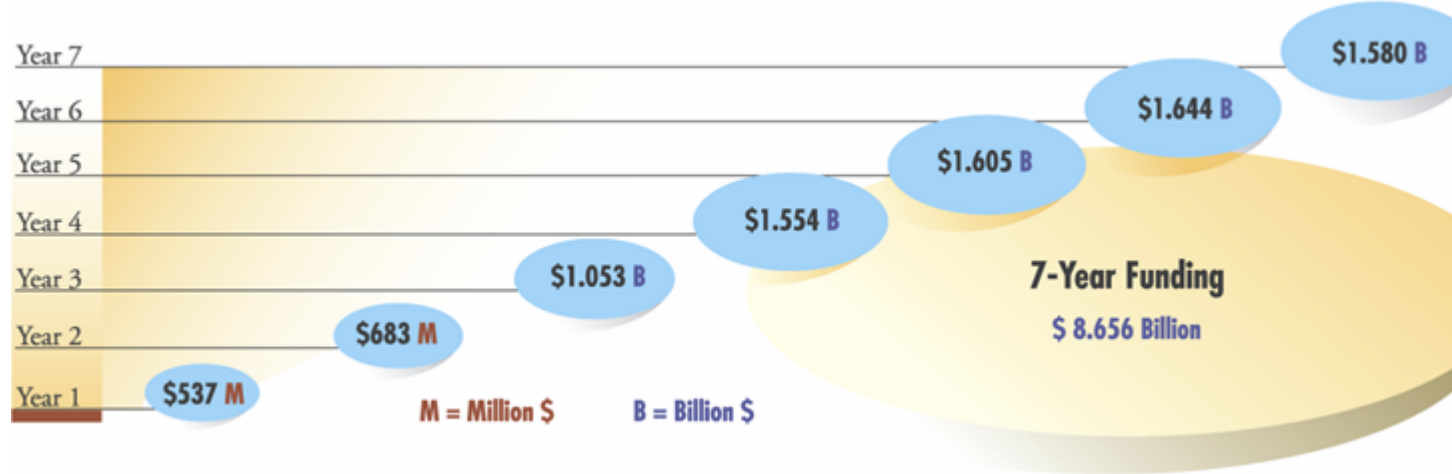 Year 7
$1.580 B
Year 6
$1.644 B
Year 5
$1.605 B
Year 4
$1.554 B
Year 3
$1.053 B
Year 2
$683 M
Year 1
$537 M
7-Year Funding
$ 8.656 Billion
M = Million $
B = Billion $